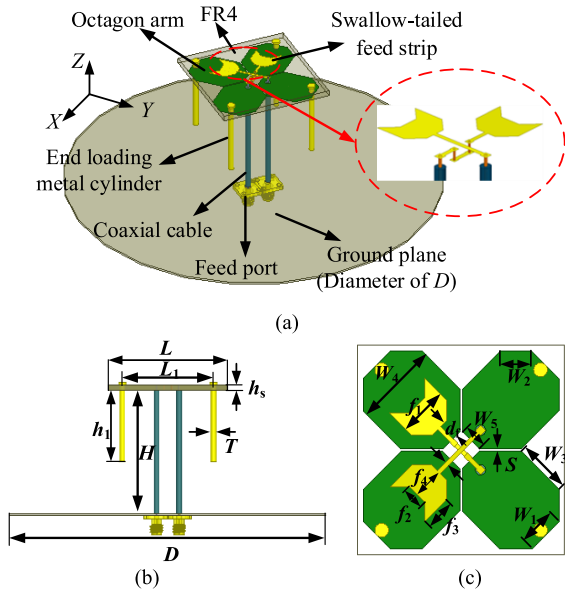 Octagon arm
FR4
Swallow-tailed
feed strip
Z
Y
X
End loading
metal cylinder
Coaxial cable
Feed port
Ground plane
(Diameter of D)
(a)
L
L1
hs
h1
H
T
D
(b)
W4
W2
f1
W5
d1
S
W3
f4
f2
f3
W1
(c)